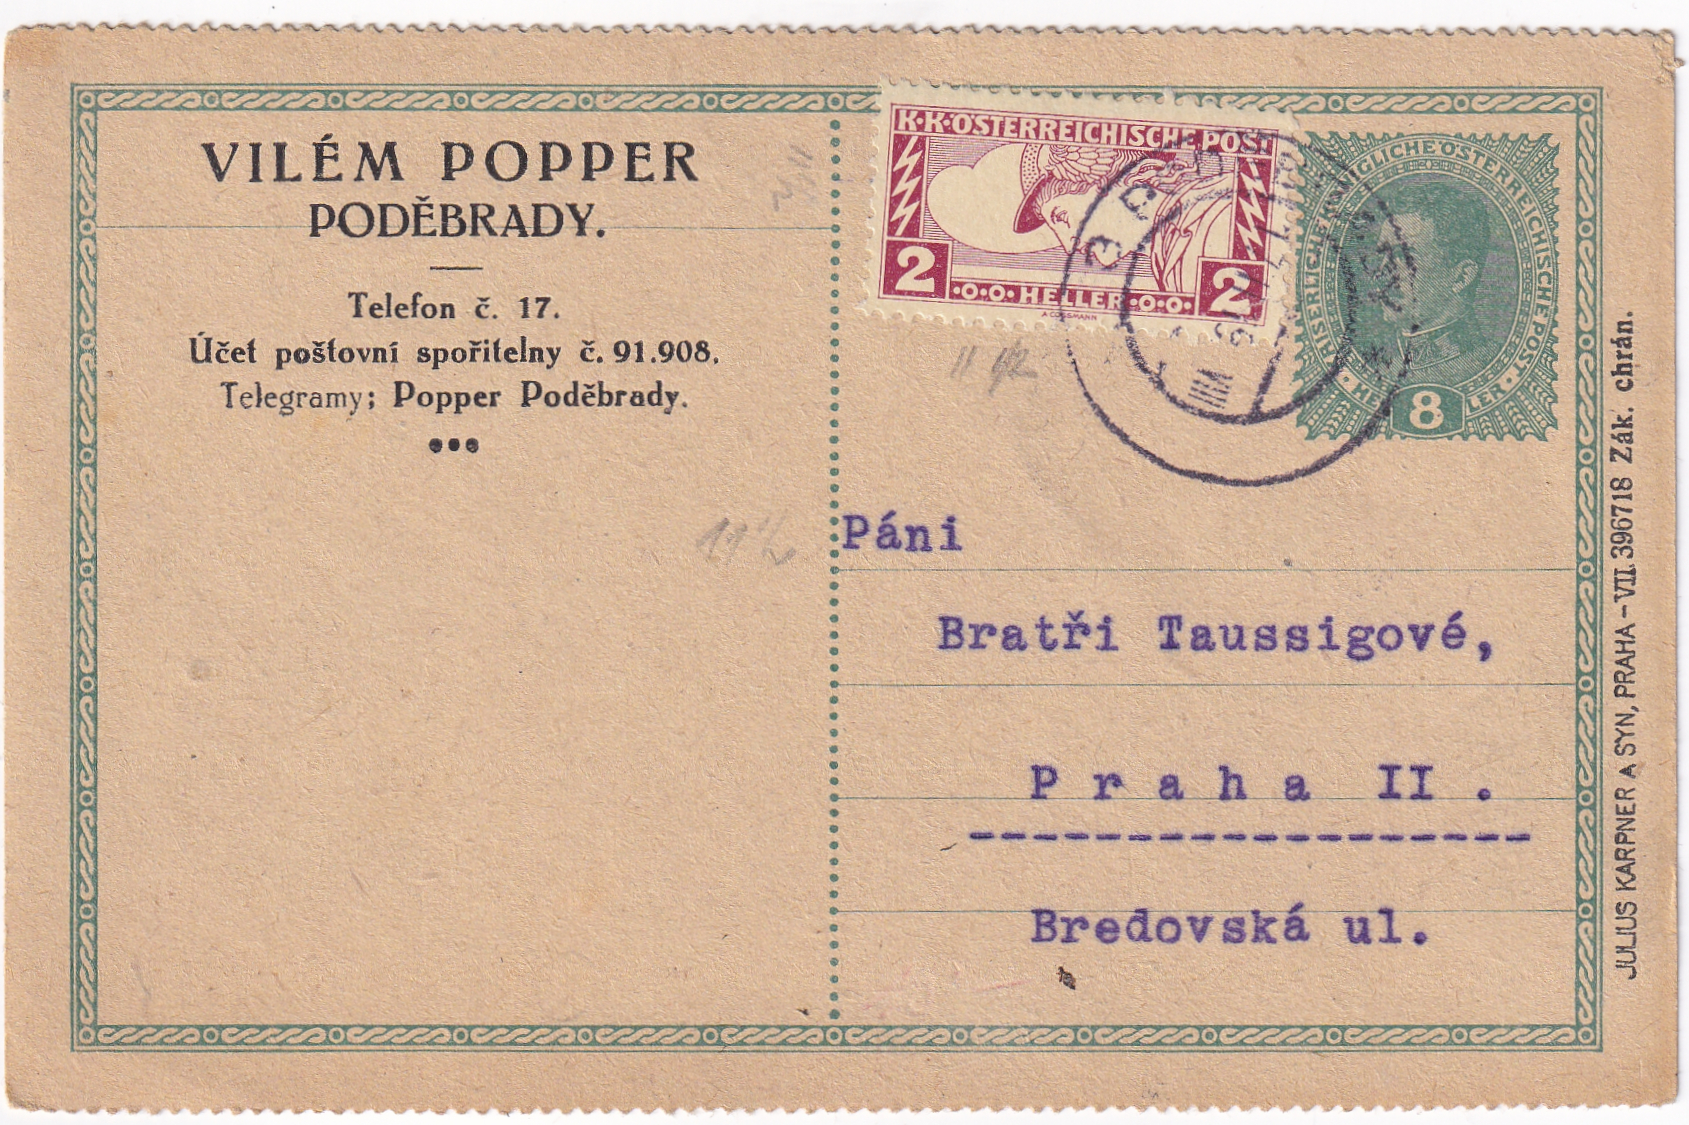 VILÉM POPPER
PODĚBRADY.
Telefon č. 17.
Účet poštovní spořitelny č. 91.908.
Telegramy; Popper Poděbrady.
K·K·ÖSTERREICHISCHE POST
2 HELLER 2
8
Páni
Bratři Taussigové,
Praha II.
Bredovská ul.
JULIUS KARPNER A SYN, PRAHA – VII. 396718 Zák. chrán.